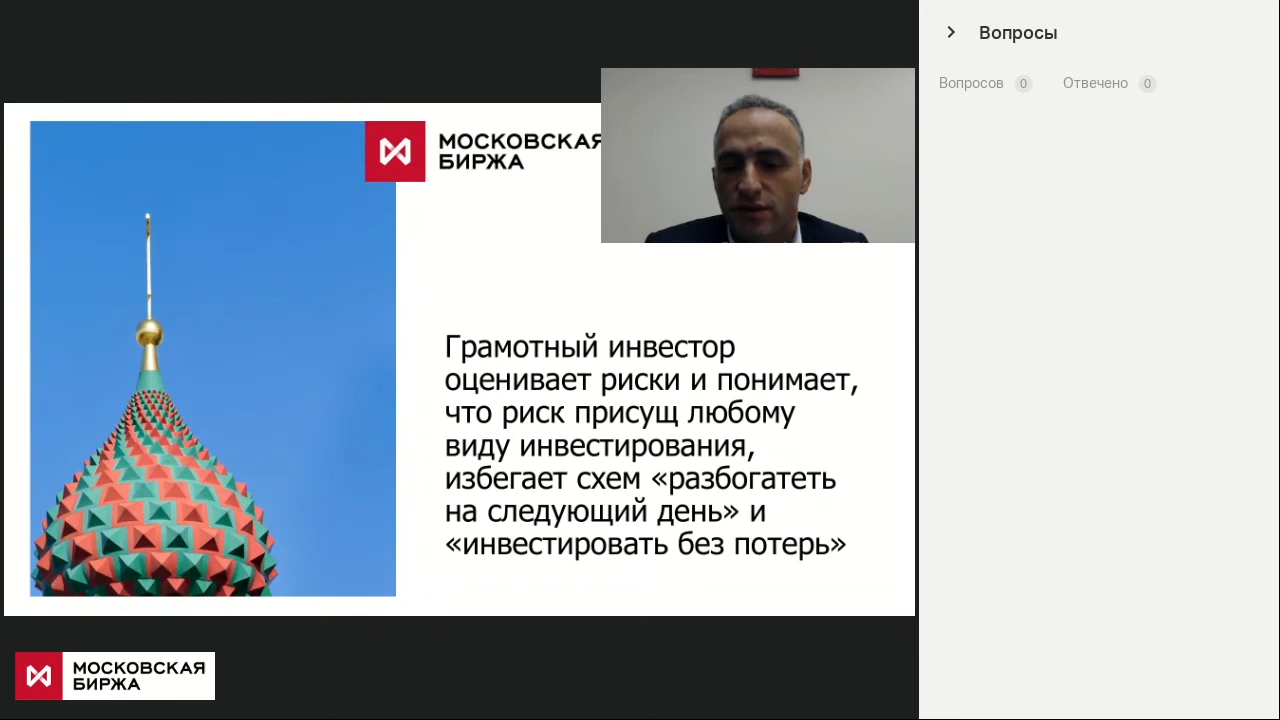 Вопросы
Вопросов 0 Отвечено 0
МОСКОВСКАЯ
БИРЖА
Грамотный инвестор
оценивает риски и понимает,
что риск присущ любому
виду инвестирования,
избегает схем «разбогатеть
на следующий день» и
«инвестировать без потерь»
МОСКОВСКАЯ
БИРЖА